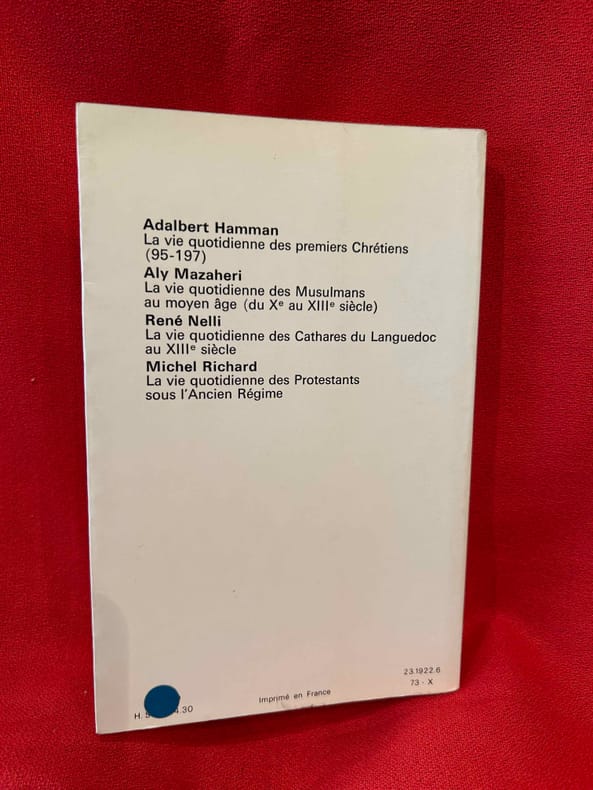 Adalbert Hamman
La vie quotidienne des premiers Chrétiens
(95-197)
Aly Mazaheri
La vie quotidienne des Musulmans
au moyen âge (du Xᵉ au XIIIᵉ siècle)
René Nelli
La vie quotidienne des Cathares du Languedoc
au XIIIᵉ siècle
Michel Richard
La vie quotidienne des Protestants
sous l'Ancien Régime
23.1922.6
73 - X
Imprimé en France
H. 4.30